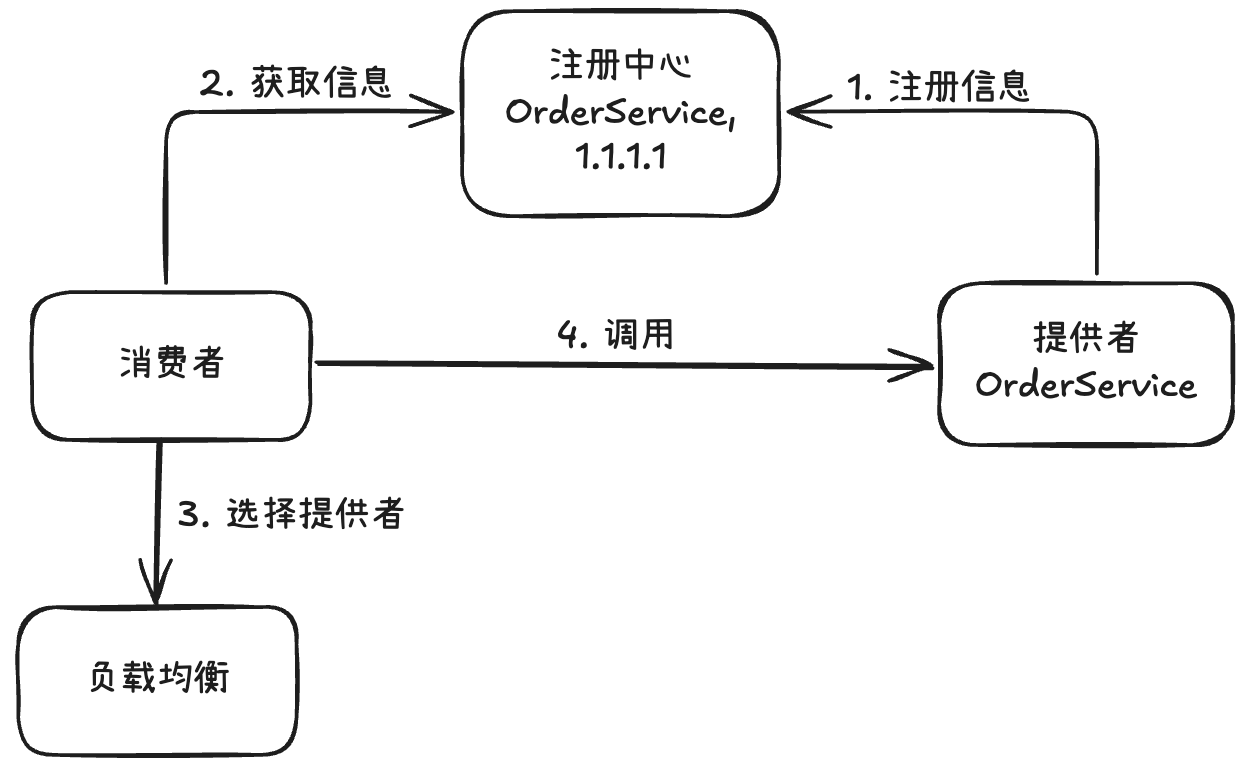 注册中心
OrderService,
1.1.1.1
2. 获取信息
1. 注册信息
消费者
4. 调用
提供者
OrderService
3. 选择提供者
负载均衡